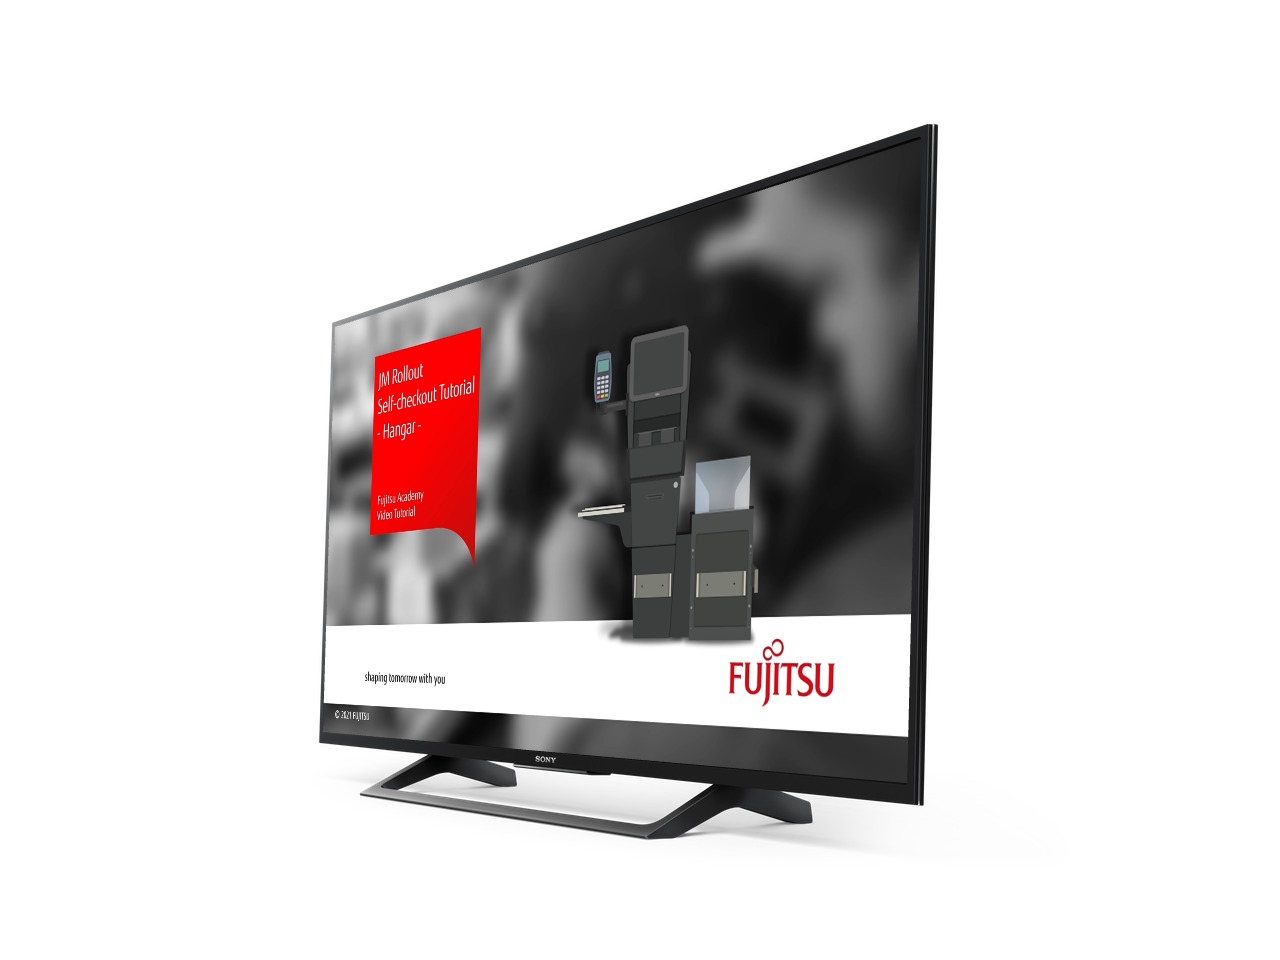 JM Rollout
Self-checkout Tutorial
- Hangar -
Fujitsu Academy
Video Tutorial
shaping tomorrow with you
FUJITSU
© 2021 FUJITSU
SONY